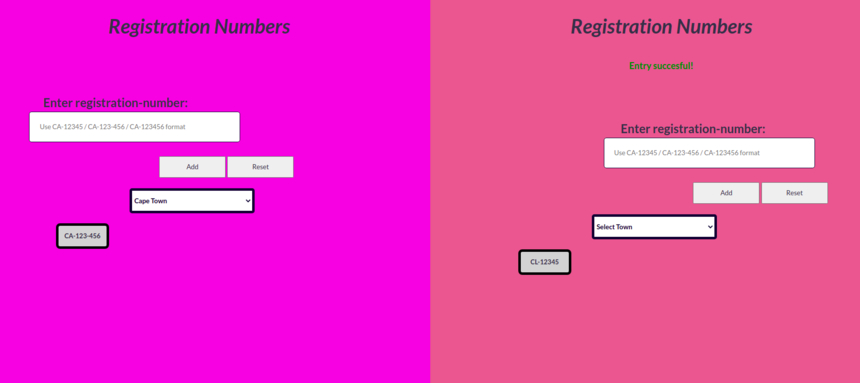 Registration Numbers
Enter registration-number:
Use CA-12345 / CA-123-456 / CA-123456 format
Add Reset
Cape Town
CA-123-456
Registration Numbers
Entry succesful!
Enter registration-number:
Use CA-12345 / CA-123-456 / CA-123456 format
Add Reset
Select Town
CL-12345